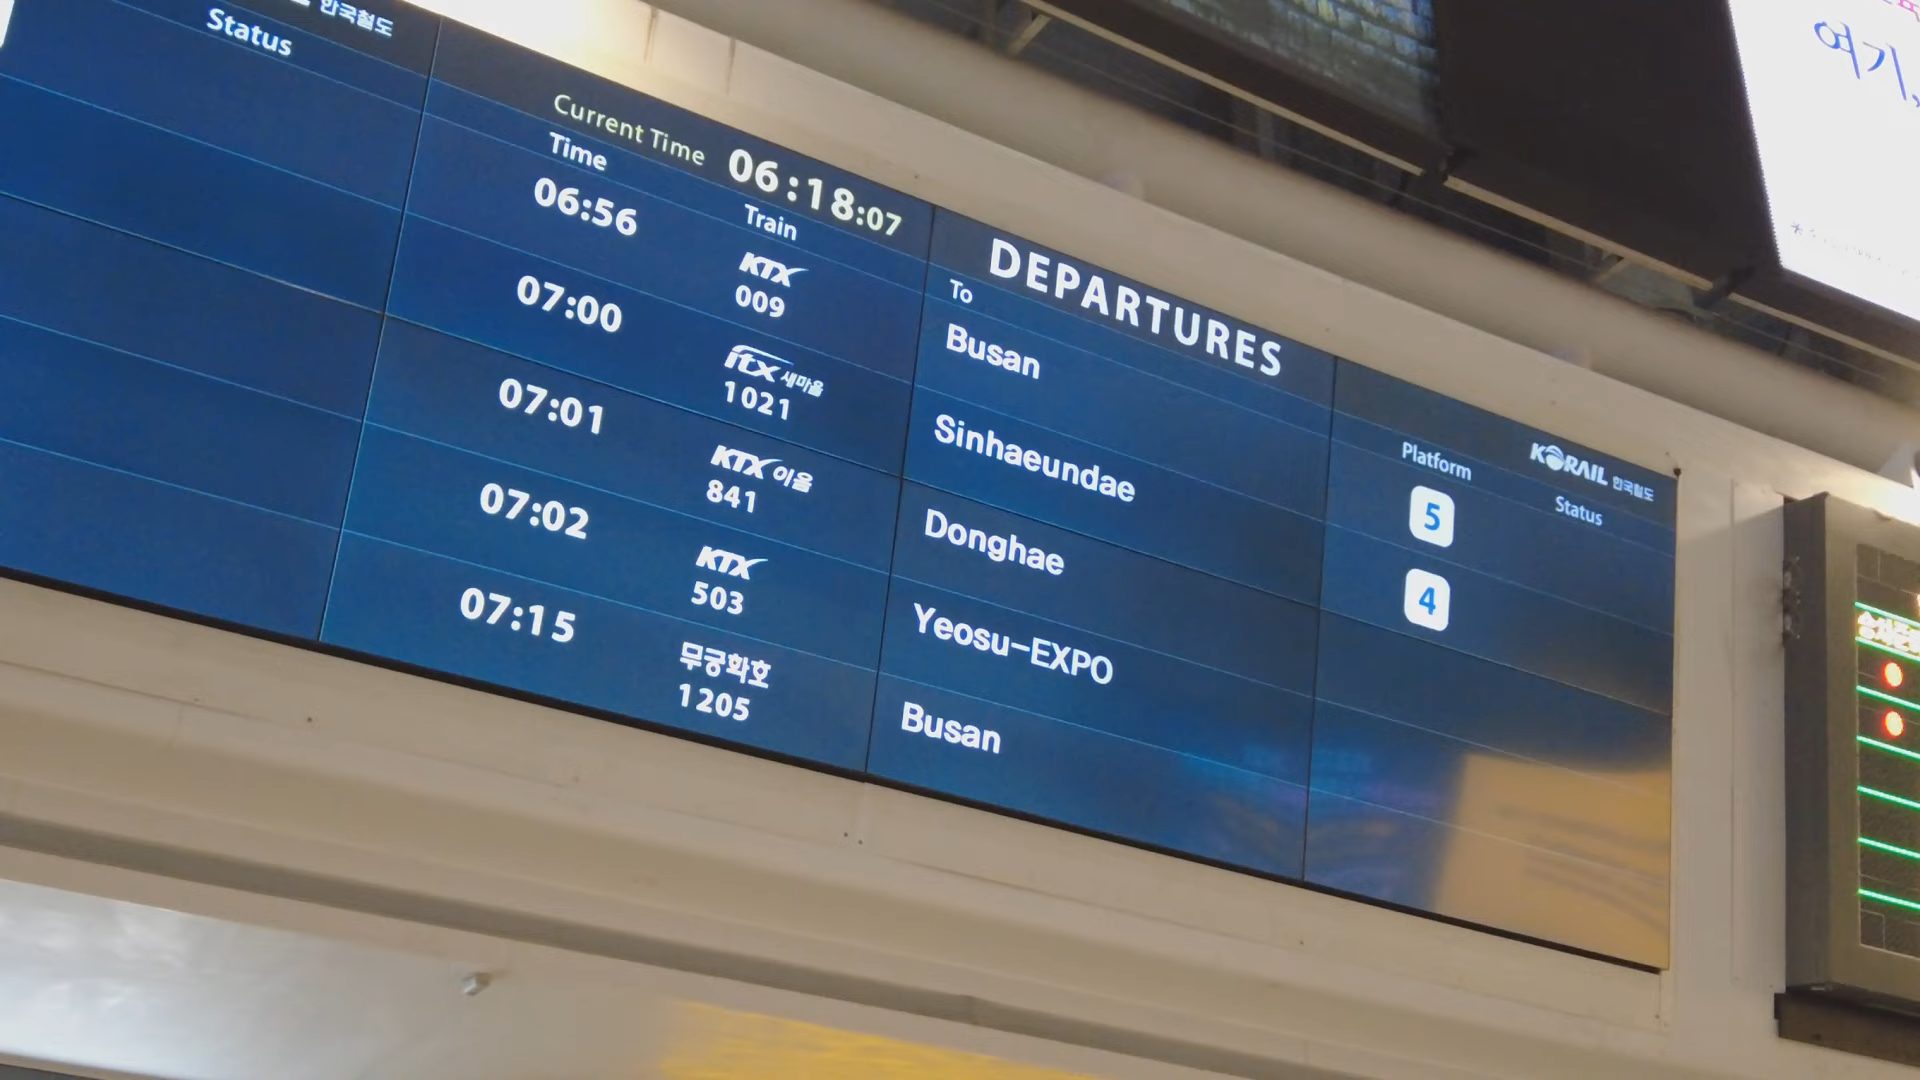 한국철도
Status
Current Time 06:18:07
DEPARTURES
KORAIL 한국철도
Time Train To Platform Status
06:56 KTX 009 Busan 5
07:00 ITX 새마을 1021 Sinhaeundae 4
07:01 KTX 이음 841 Donghae
07:02 KTX 503 Yeosu-EXPO
07:15 무궁화호 1205 Busan
여기,